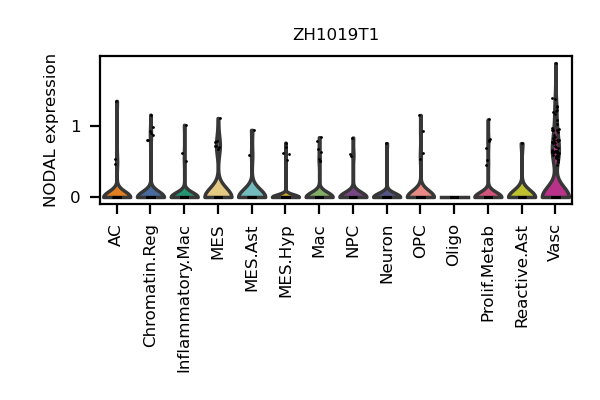 ZH1019T1
NODAL expression
1
0
AC
Chromatin.Reg
Inflammatory.Mac
MES
MES.Ast
MES.Hyp
Mac
NPC
Neuron
OPC
Oligo
Prolif.Metab
Reactive.Ast
Vasc